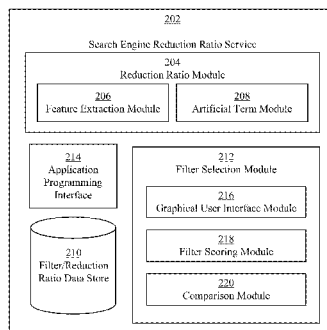 202
Search Engine Reduction Ratio Service
204
Reduction Ratio Module
206
Feature Extraction Module
208
Artificial Term Module
214
Application
Programming
Interface
210
Filter/Reduction
Ratio Data Store
212
Filter Selection Module
216
Graphical User Interface Module
218
Filter Scoring Module
220
Comparison Module